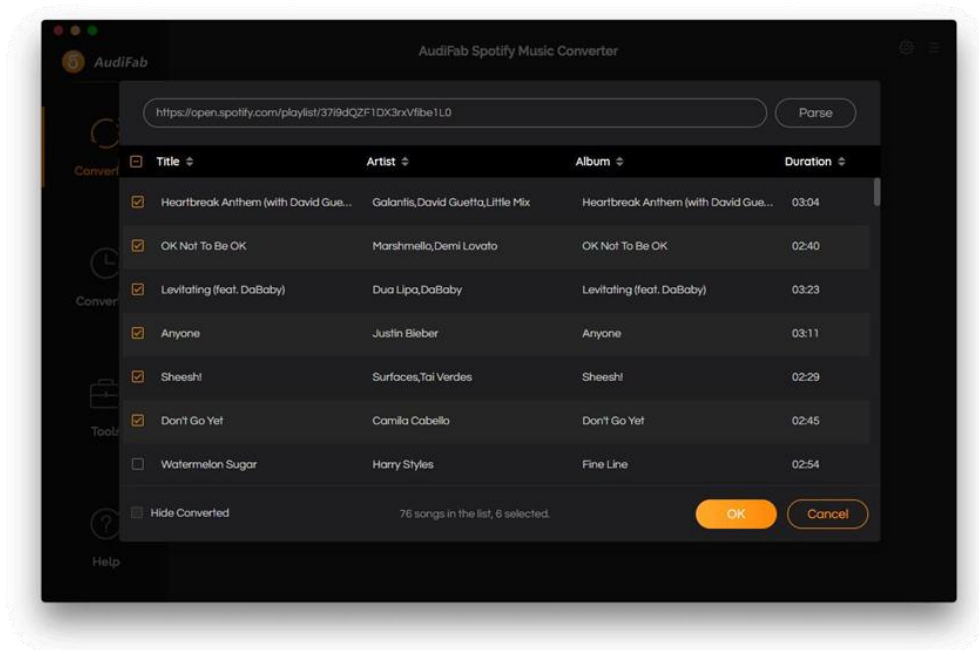 AudiFab
AudiFab Spotify Music Converter
https://open.spotify.com/playlist/37i9dQZF1DX3rxVfibe1L0 Parse
Title Artist Album Duration
Heartbreak Anthem (with David Gue... Galantis,David Guetta,Little Mix Heartbreak Anthem (with David Gue... 03:04
OK Not To Be OK Marshmello,Demi Lovato OK Not To Be OK 02:40
Levitating (feat. DaBaby) Dua Lipa,DaBaby Levitating (feat. DaBaby) 03:23
Anyone Justin Bieber Anyone 03:11
Sheesh! Surfaces,Tai Verdes Sheesh! 02:29
Don't Go Yet Camila Cabello Don't Go Yet 02:45
Watermelon Sugar Harry Styles Fine Line 02:54
Hide Converted 76 songs in the list, 6 selected. OK Cancel
Tools
Help